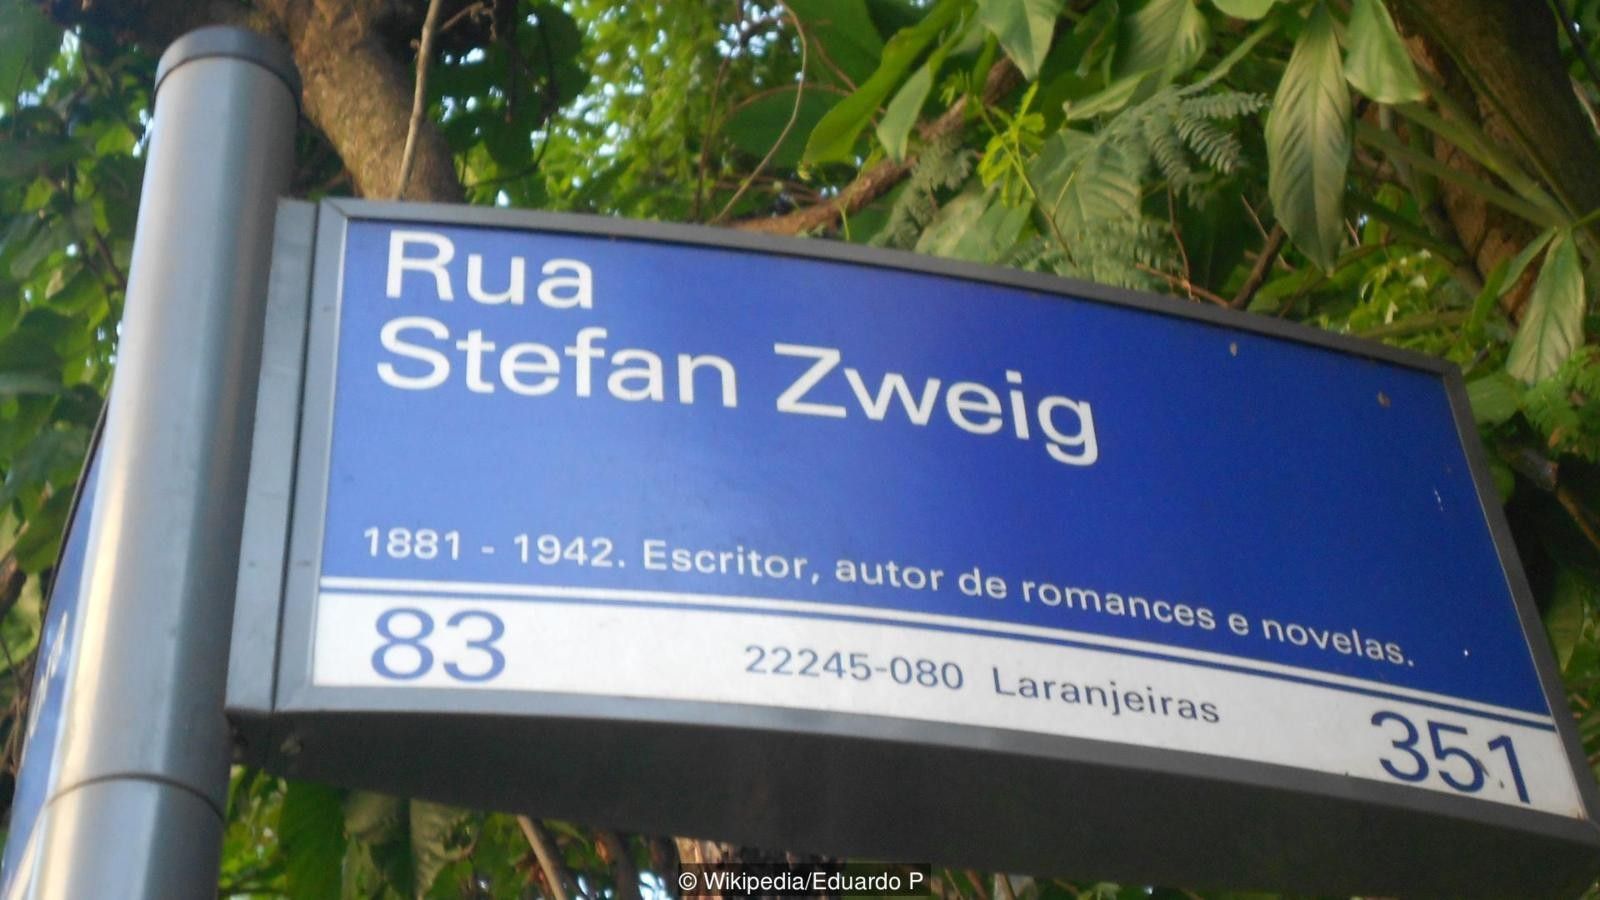 Rua
Stefan Zweig
1881 - 1942. Escritor, autor de romances e novelas.
83 22245-080 Laranjeiras 351
© Wikipedia/Eduardo P